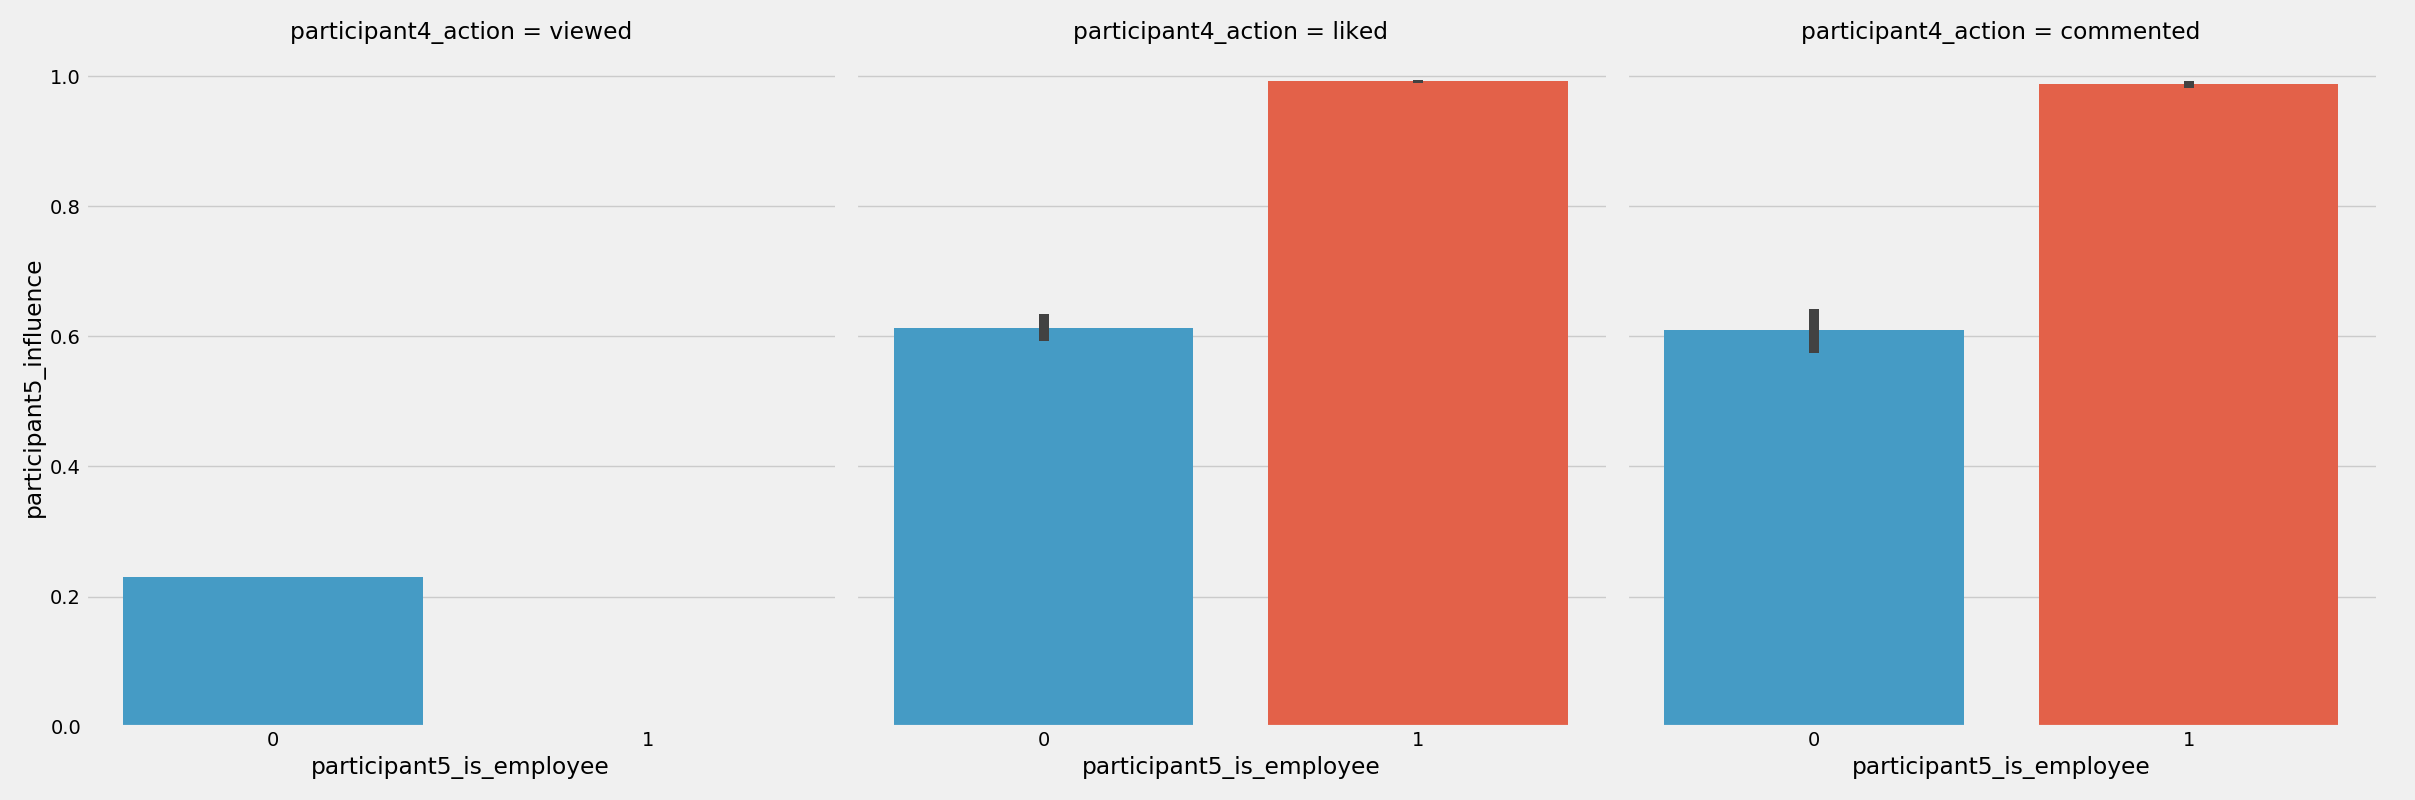 participant4_action = viewed
participant4_action = liked
participant4_action = commented
participant5_influence
1.0
0.8
0.6
0.4
0.2
0.0
0
1
0
1
0
1
participant5_is_employee
participant5_is_employee
participant5_is_employee